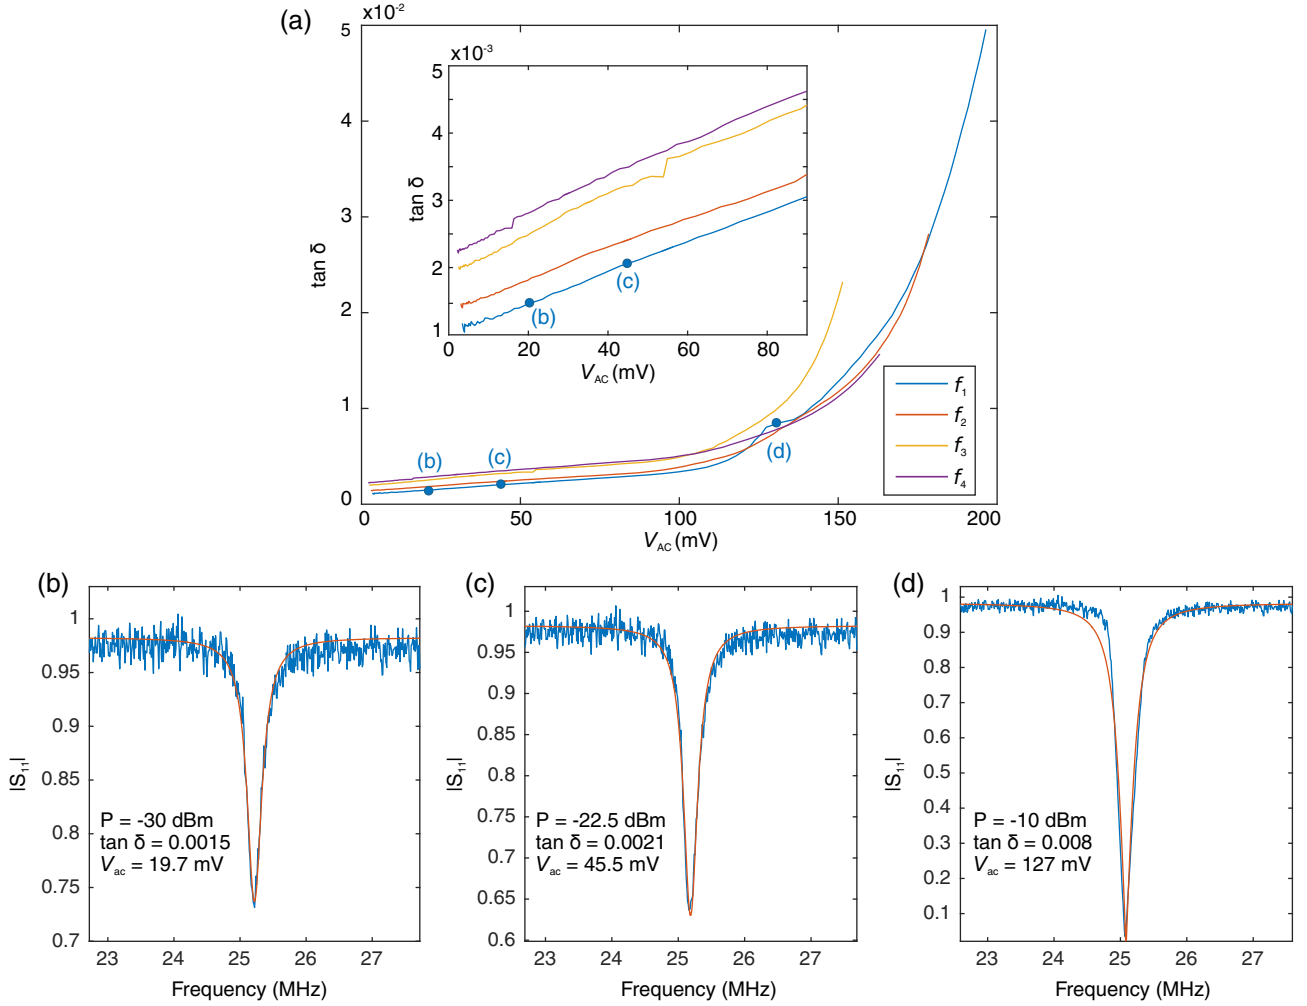 (a)
x10⁻²
5
4
3
2
1
0
tan δ
0
50
100
150
200
V_AC (mV)
x10⁻³
5
4
3
2
1
tan δ
0
20
40
60
80
V_AC (mV)
(b)
(c)
(b)
(c)
(d)
f₁
f₂
f₃
f₄
(b)
1
0.95
0.9
0.85
0.8
0.75
0.7
|S₁₁|
P = -30 dBm
tan δ = 0.0015
V_ac = 19.7 mV
23 24 25 26 27
Frequency (MHz)
(c)
1
0.95
0.9
0.85
0.8
0.75
0.7
0.65
0.6
|S₁₁|
P = -22.5 dBm
tan δ = 0.0021
V_ac = 45.5 mV
23 24 25 26 27
Frequency (MHz)
(d)
1
0.9
0.8
0.7
0.6
0.5
0.4
0.3
0.2
0.1
|S₁₁|
P = -10 dBm
tan δ = 0.008
V_ac = 127 mV
23 24 25 26 27
Frequency (MHz)